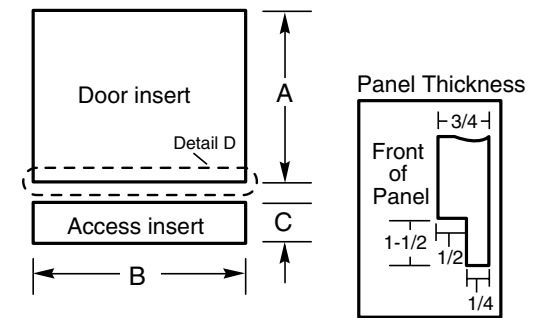 Door insert
A
Detail D
Access insert
C
B
Panel Thickness
3/4
Front
of
Panel
1-1/2
1/2
1/4